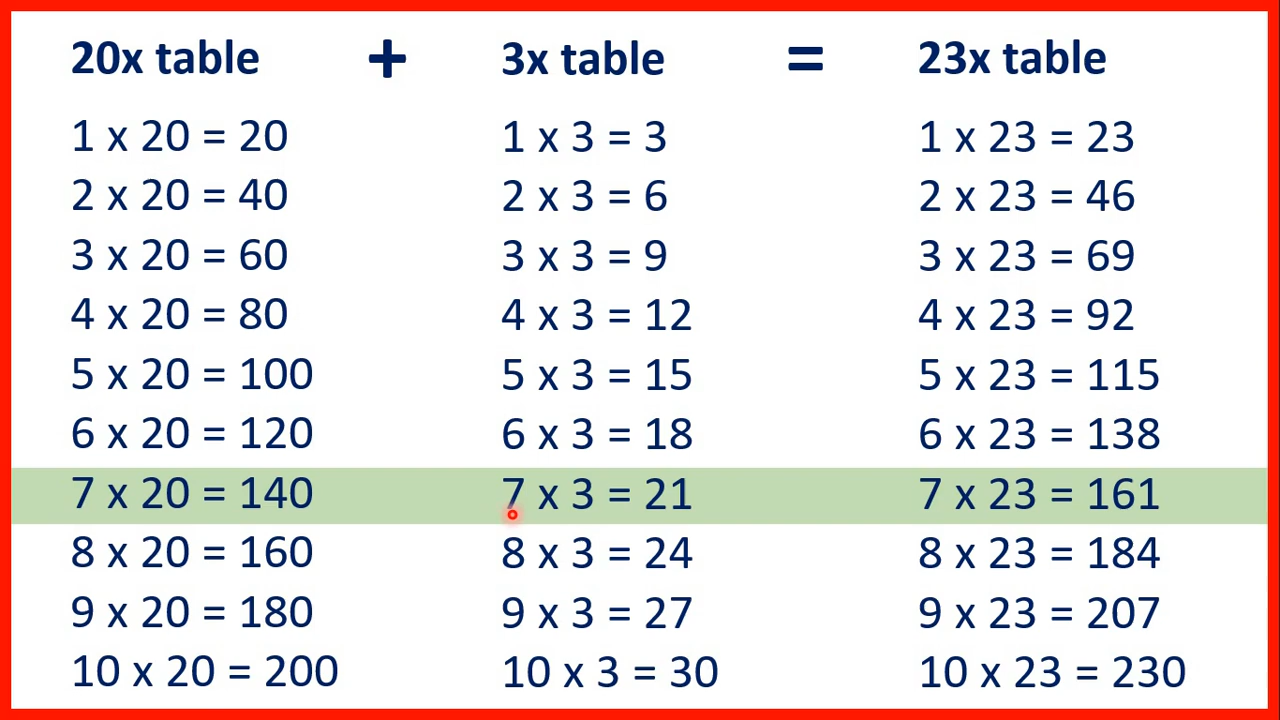 20x table + 3x table = 23x table
1 x 20 = 20 1 x 3 = 3 1 x 23 = 23
2 x 20 = 40 2 x 3 = 6 2 x 23 = 46
3 x 20 = 60 3 x 3 = 9 3 x 23 = 69
4 x 20 = 80 4 x 3 = 12 4 x 23 = 92
5 x 20 = 100 5 x 3 = 15 5 x 23 = 115
6 x 20 = 120 6 x 3 = 18 6 x 23 = 138
7 x 20 = 140 7 x 3 = 21 7 x 23 = 161
8 x 20 = 160 8 x 3 = 24 8 x 23 = 184
9 x 20 = 180 9 x 3 = 27 9 x 23 = 207
10 x 20 = 200 10 x 3 = 30 10 x 23 = 230